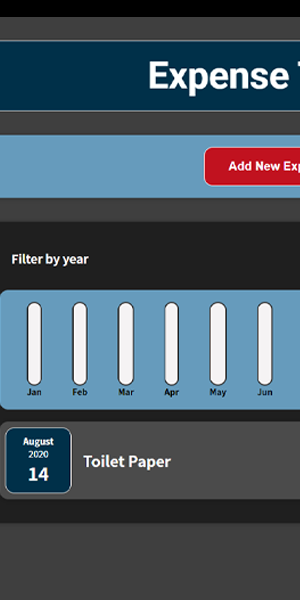 Expense
Add New Exp
Filter by year
Jan Feb Mar Apr May Jun
August
2020
14
Toilet Paper